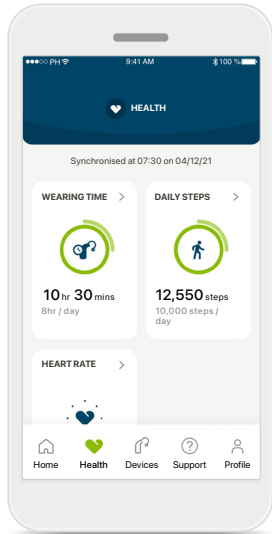 ●●●○○ PH 9:41 AM 100 %
HEALTH
Synchronised at 07:30 on 04/12/21
WEARING TIME >
DAILY STEPS >
10 hr 30 mins
8hr / day
12,550 steps
10,000 steps /
day
HEART RATE >
Home Health Devices Support Profile